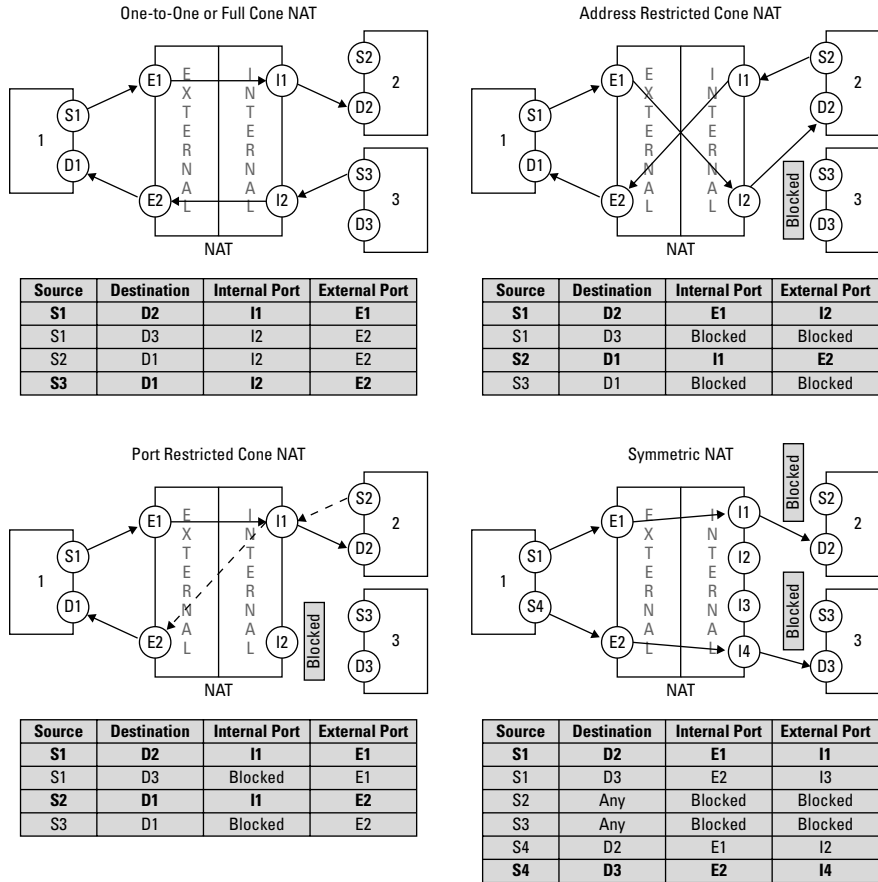 One-to-One or Full Cone NAT
1
S1
D1
E1
E2
EXTERNAL
INTERNAL
I1
I2
S2
D2
2
S3
D3
3
NAT
Source Destination Internal Port External Port
S1 D2 I1 E1
S1 D3 I2 E2
S2 D1 I2 E2
S3 D1 I2 E2
Address Restricted Cone NAT
1
S1
D1
E1
E2
EXTERNAL
INTERNAL
I1
I2
S2
D2
2
Blocked
S3
D3
3
NAT
Source Destination Internal Port External Port
S1 D2 E1 I2
S1 D3 Blocked Blocked
S2 D1 I1 E2
S3 D1 Blocked Blocked
Port Restricted Cone NAT
1
S1
D1
E1
E2
EXTERNAL
INTERNAL
I1
I2
S2
D2
2
Blocked
S3
D3
3
NAT
Source Destination Internal Port External Port
S1 D2 I1 E1
S1 D3 Blocked E1
S2 D1 I1 E2
S3 D1 Blocked E2
Symmetric NAT
1
S1
S4
E1
E2
EXTERNAL
INTERNAL
I1
I2
I3
I4
Blocked
S2
D2
2
Blocked
S3
D3
3
NAT
Source Destination Internal Port External Port
S1 D2 E1 I1
S1 D3 E2 I3
S2 Any Blocked Blocked
S3 Any Blocked Blocked
S4 D2 E1 I2
S4 D3 E2 I4